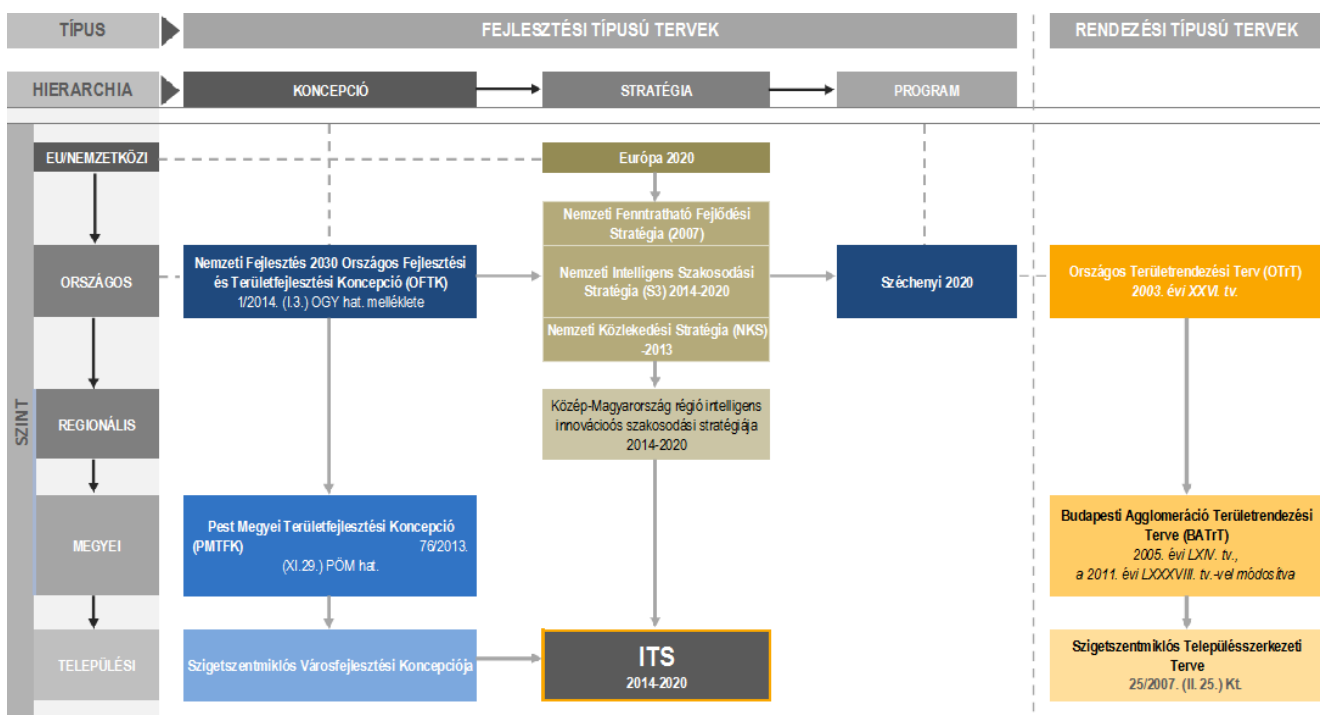 TÍPUS
FEJLESZTÉSI TÍPUSÚ TERVEK
RENDEZÉSI TÍPUSÚ TERVEK
HIERARCHIA
KONCEPCIÓ
STRATÉGIA
PROGRAM
SZINT
EU/NEMZETKÖZI
Európa 2020
Nemzeti Fenntratható Fejlődési
Stratégia (2007)
ORSZÁGOS
Nemzeti Fejlesztés 2030 Országos Fejlesztési
és Területfejlesztési Koncepció (OFTK)
1/2014. (I.3.) OGY hat. melléklete
Nemzeti Intelligens Szakosodási
Stratégia (S3) 2014-2020
Széchenyi 2020
Országos Területrendezési Terv (OTrT)
2003. évi XXVI. tv.
Nemzeti Közlekedési Stratégia (NKS)
-2013
REGIONÁLIS
Közép-Magyarország régió intelligens
innovációós szakosodási stratégiája
2014-2020
MEGYEI
Pest Megyei Területfejlesztési Koncepció
(PMTFK) 76/2013.
(XI.29.) PÖM hat.
Budapesti Agglomeráció Területrendezési
Terve (BATrT)
2005. évi LXIV. tv.,
a 2011. évi LXXXVIII. tv.-vel módosítva
TELEPÜLÉSI
Szigetszentmiklós Városfejlesztési Koncepciója
ITS
2014-2020
Szigetszentmiklós Településszerkezeti
Terve
25/2007. (II. 25.) Kt.